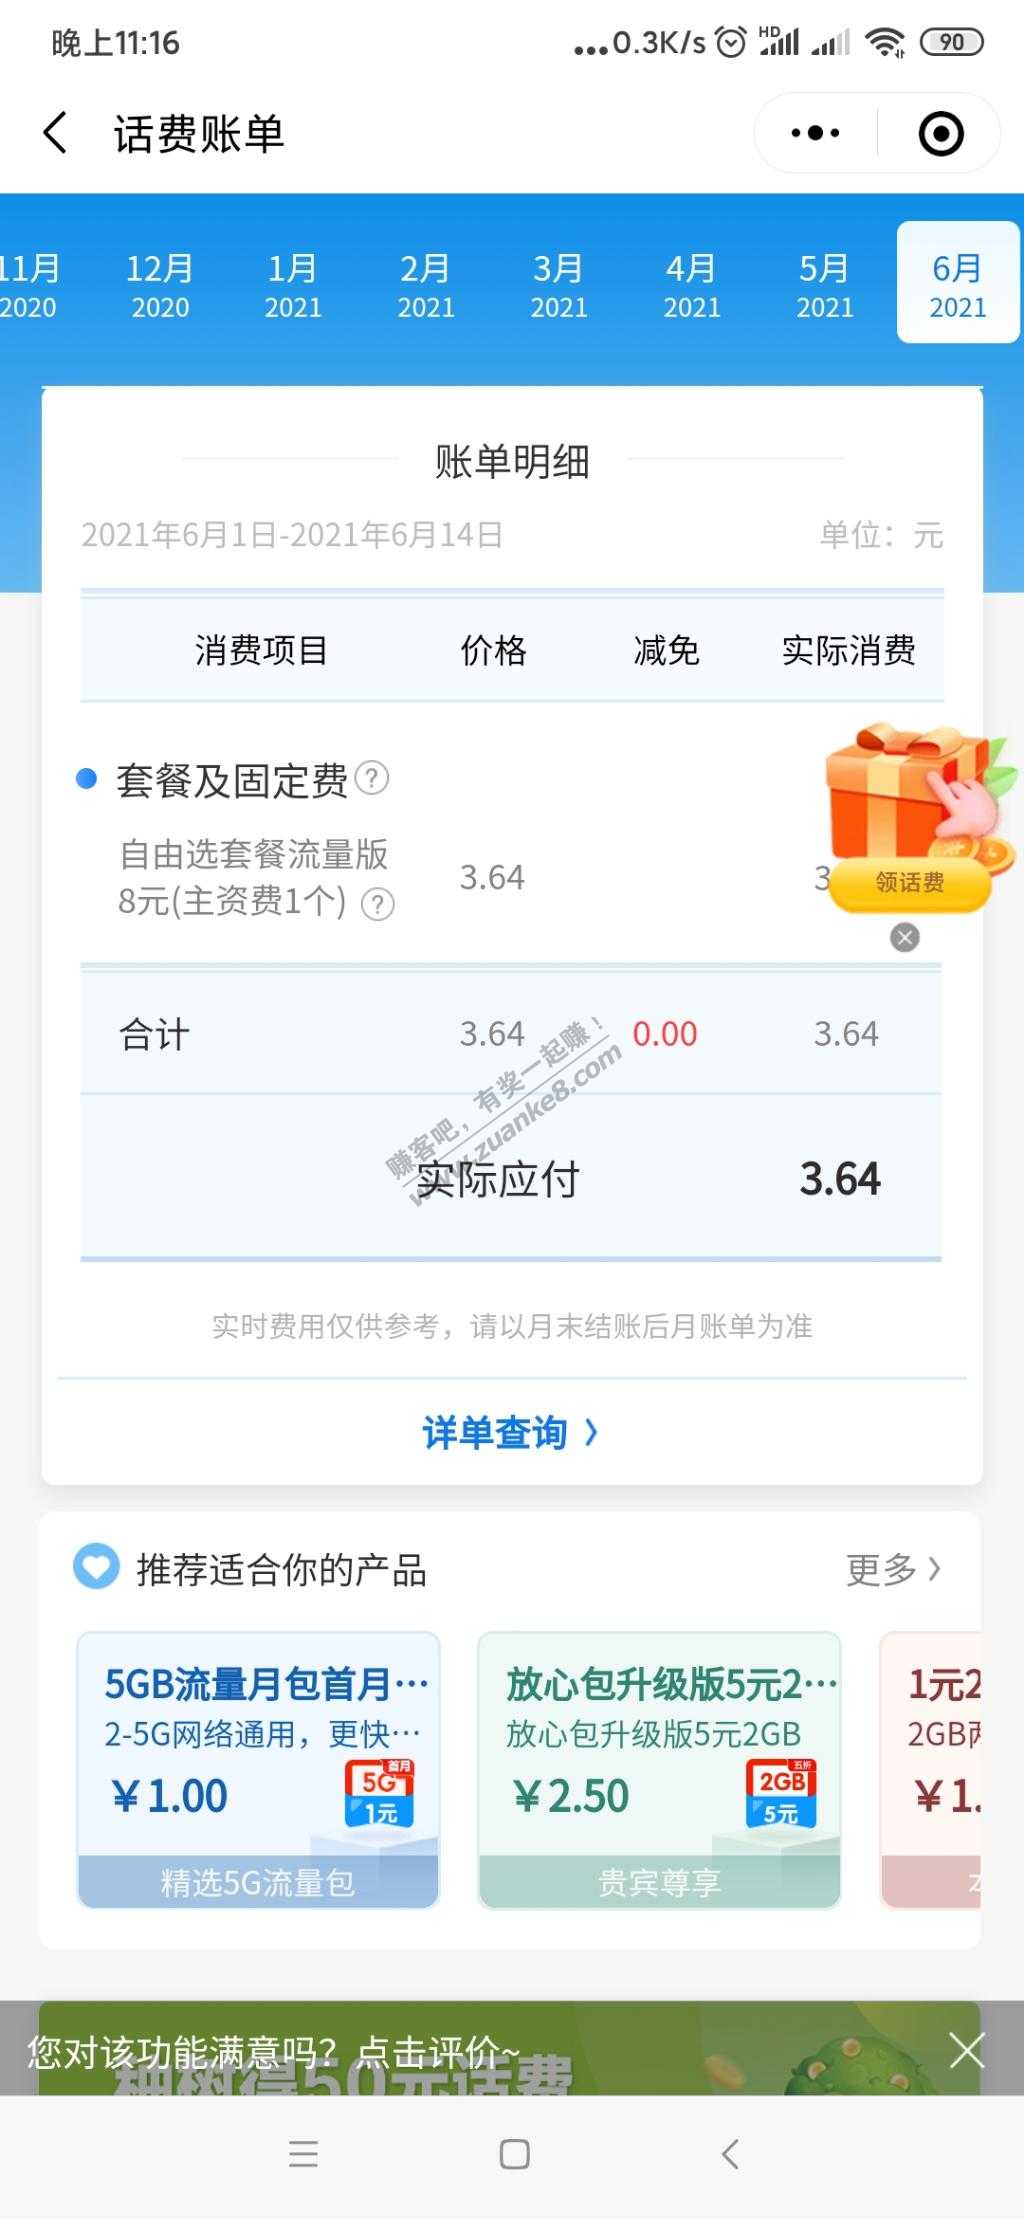 晚上11:16
...0.3K/s HD 90
话费账单
11月 12月 1月 2月 3月 4月 5月 6月
2020 2020 2021 2021 2021 2021 2021 2021
账单明细
2021年6月1日-2021年6月14日 单位：元
消费项目 价格 减免 实际消费
套餐及固定费 ?
自由选套餐流量版
8元(主资费1个) ? 3.64 3
领话费
合计 3.64 0.00 3.64
赚客吧，有奖一起赚！
www.zuanke8.com
实际应付 3.64
实时费用仅供参考，请以月末结账后月账单为准
详单查询 〉
推荐适合你的产品 更多 〉
5GB流量月包首月… 放心包升级版5元2… 1元2
2-5G网络通用，更快… 放心包升级版5元2GB 2GB
￥1.00 首月 5G 1元 ￥2.50 五折 2GB 5元 ￥1.
精选5G流量包 贵宾尊享
您对该功能满意吗？点击评价~
种树得50元话费